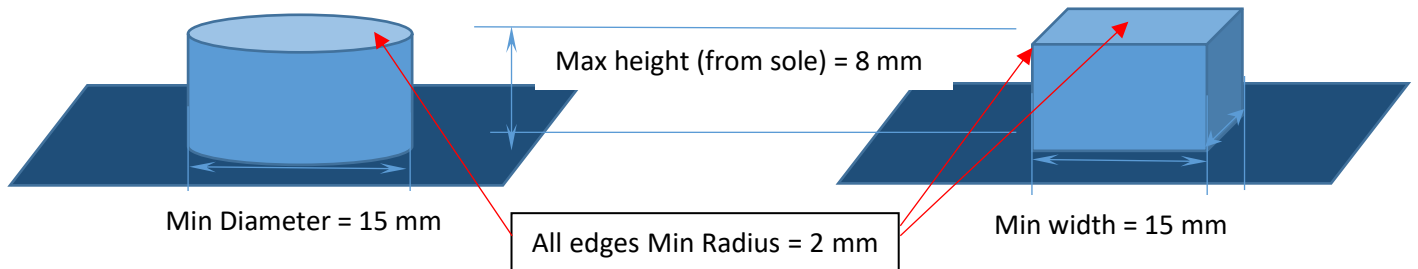 Max height (from sole) = 8 mm
Min Diameter = 15 mm
All edges Min Radius = 2 mm
Min width = 15 mm